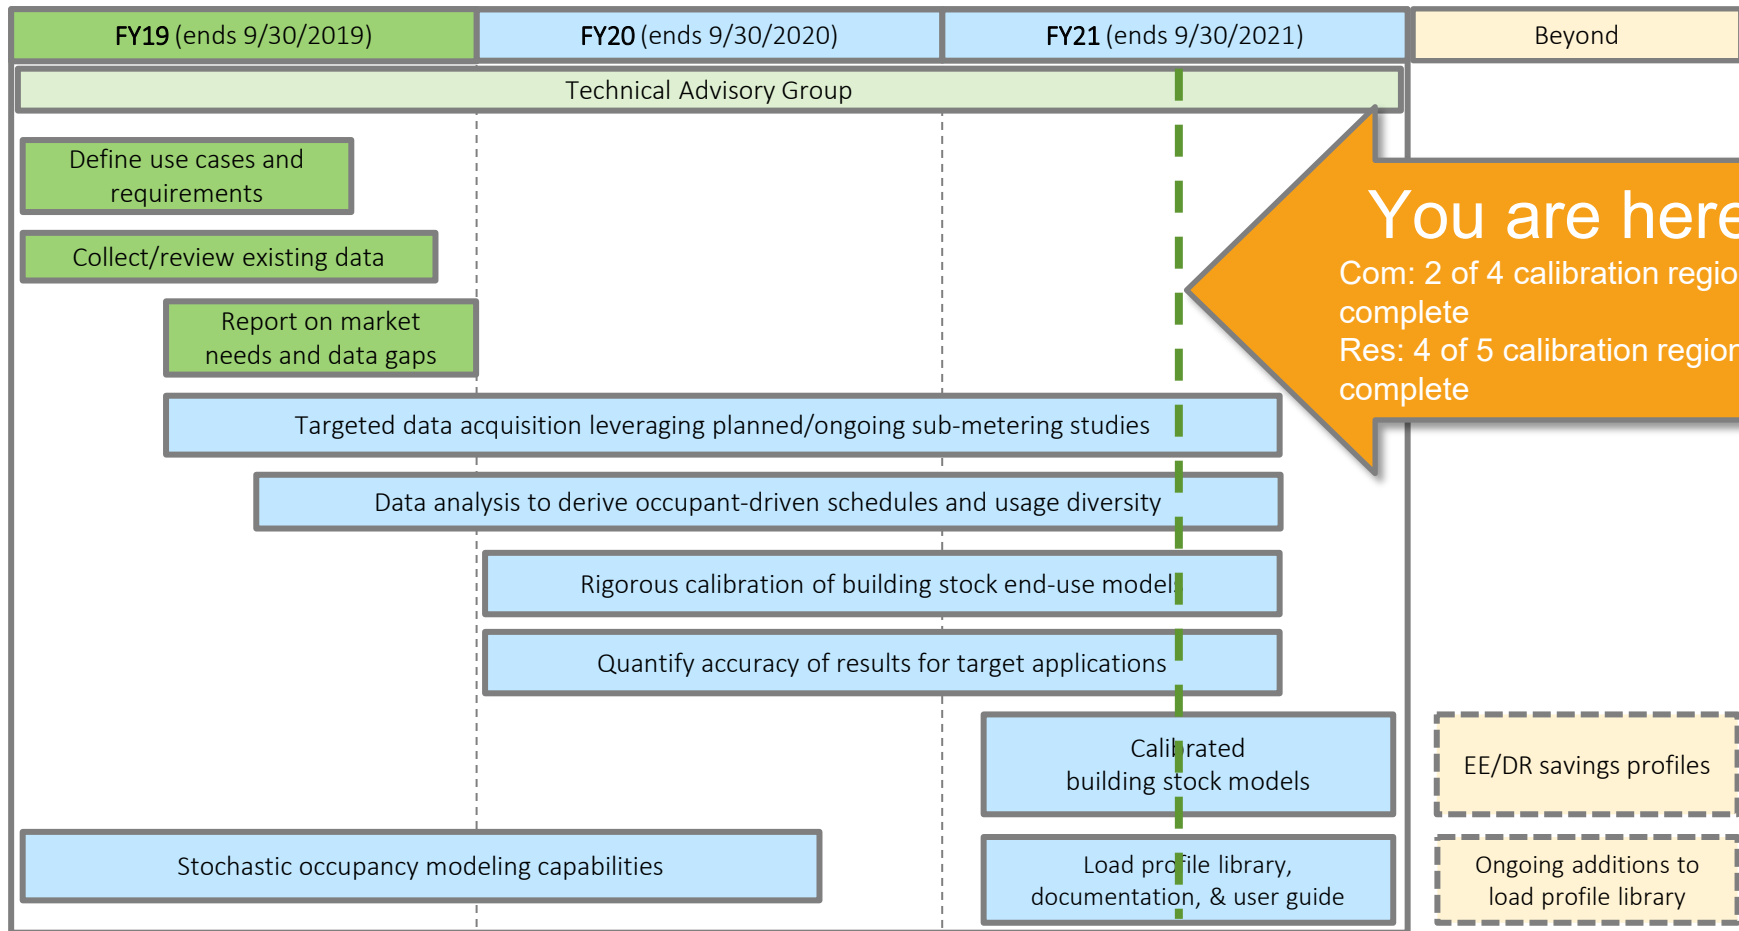 FY19 (ends 9/30/2019)
FY20 (ends 9/30/2020)
FY21 (ends 9/30/2021)
Beyond
Technical Advisory Group
Define use cases and
requirements
Collect/review existing data
Report on market
needs and data gaps
You are here
Com: 2 of 4 calibration regio
complete
Res: 4 of 5 calibration region
complete
Targeted data acquisition leveraging planned/ongoing sub-metering studies
Data analysis to derive occupant-driven schedules and usage diversity
Rigorous calibration of building stock end-use models
Quantify accuracy of results for target applications
Calibrated
building stock models
EE/DR savings profiles
Stochastic occupancy modeling capabilities
Load profile library,
documentation, & user guide
Ongoing additions to
load profile library